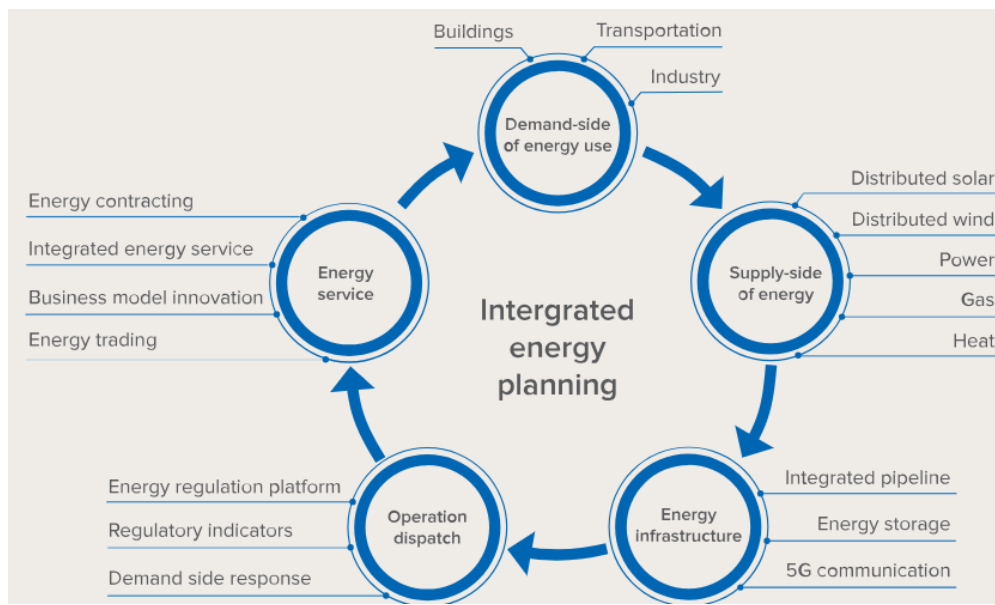 Buildings
Transportation
Industry
Demand-side
of energy use
Distributed solar
Distributed wind
Power
Gas
Heat
Supply-side
of energy
Energy contracting
Integrated energy service
Business model innovation
Energy trading
Energy
service
Intergrated
energy
planning
Energy regulation platform
Regulatory indicators
Demand side response
Operation
dispatch
Energy
infrastructure
Integrated pipeline
Energy storage
5G communication